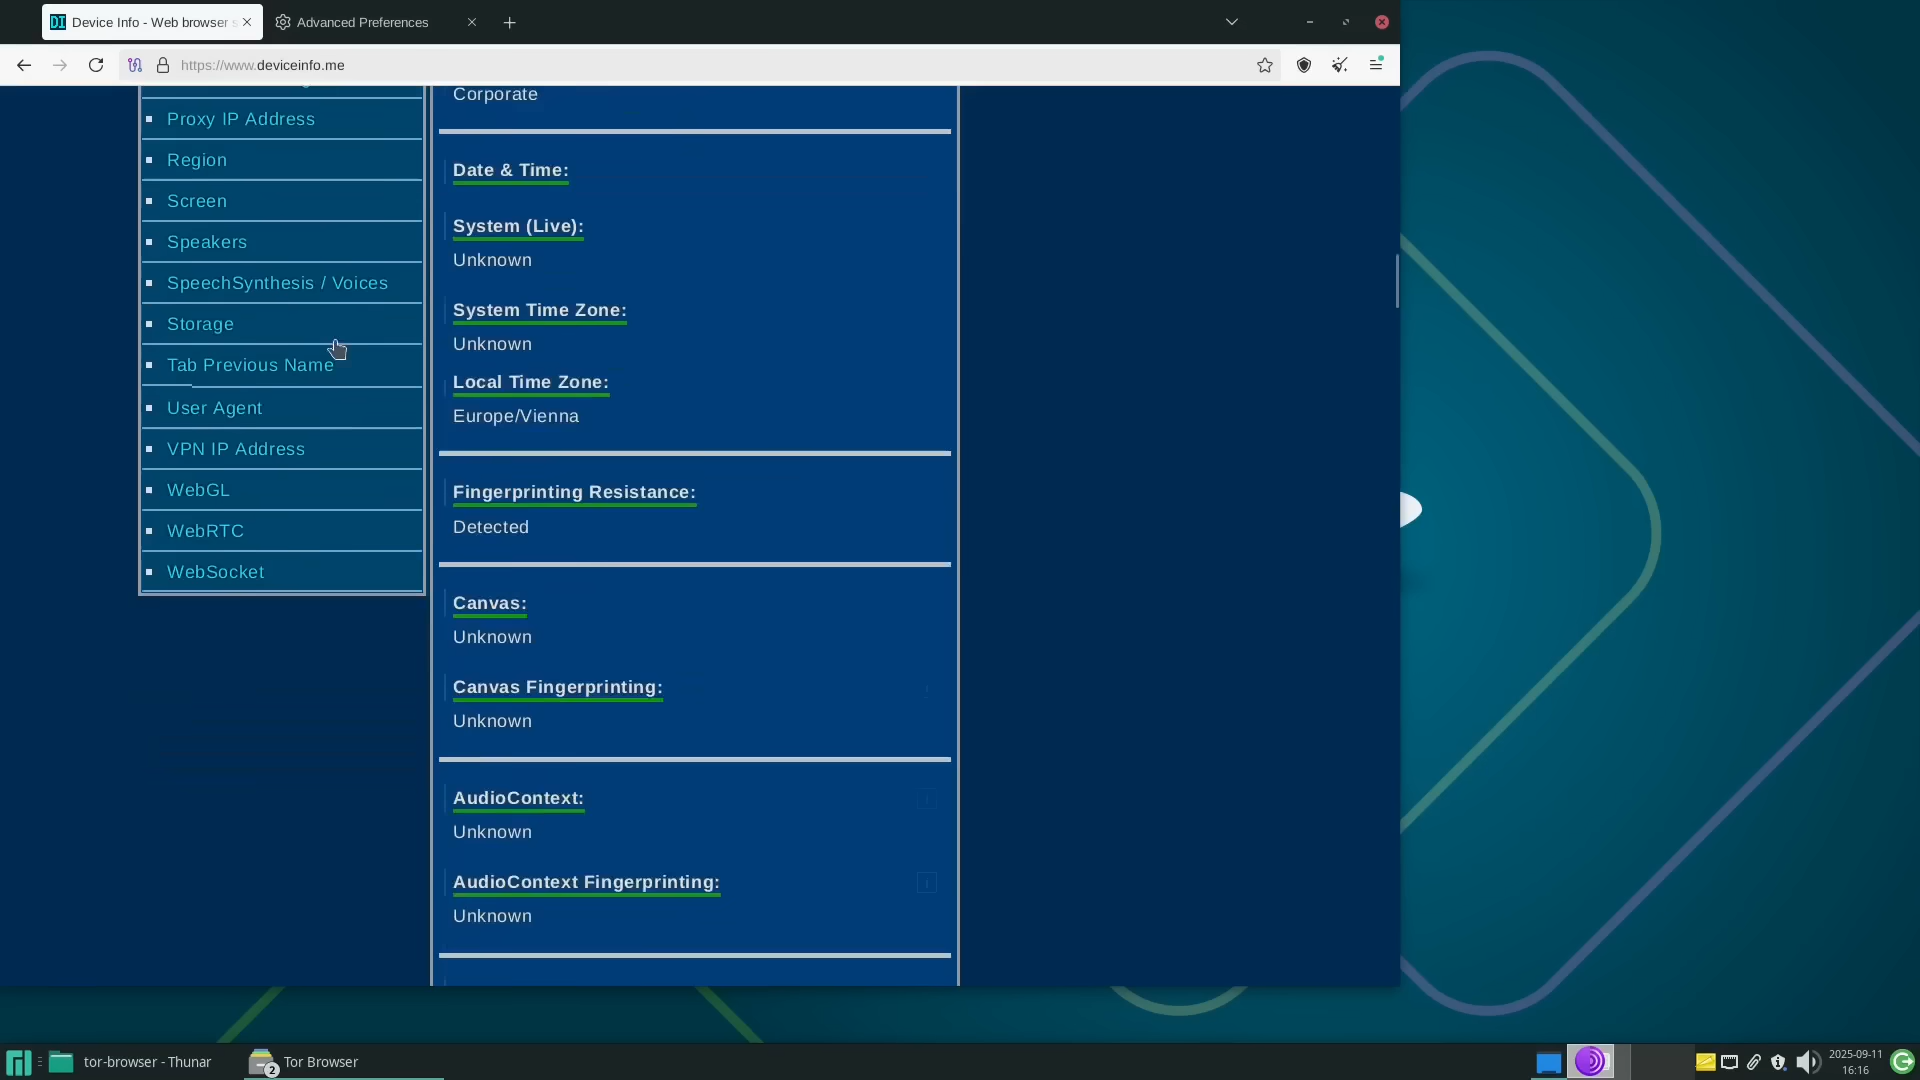 Device Info - Web browser s
Advanced Preferences
https://www.deviceinfo.me
Proxy IP Address
Region
Screen
Speakers
SpeechSynthesis / Voices
Storage
Tab Previous Name
User Agent
VPN IP Address
WebGL
WebRTC
WebSocket
Corporate
Date & Time:
System (Live):
Unknown
System Time Zone:
Unknown
Local Time Zone:
Europe/Vienna
Fingerprinting Resistance:
Detected
Canvas:
Unknown
Canvas Fingerprinting:
Unknown
AudioContext:
Unknown
AudioContext Fingerprinting:
Unknown
tor-browser - Thunar
2
Tor Browser
2025-09-11
16:16